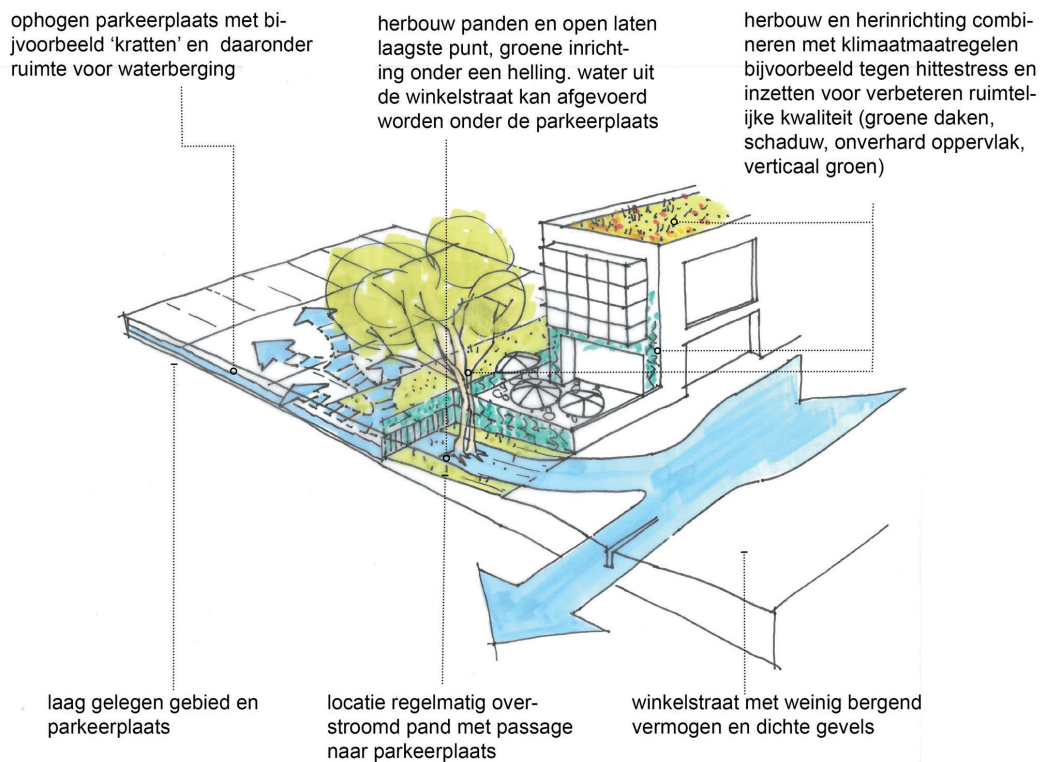 ophogen parkeerplaats met bi-
jvoorbeeld ‘kratten’ en  daaronder
ruimte voor waterberging
herbouw panden en open laten
laagste punt, groene inricht-
ing onder een helling. water uit
de winkelstraat kan afgevoerd
worden onder de parkeerplaats
herbouw en herinrichting combi-
neren met klimaatmaatregelen
bijvoorbeeld tegen hittestress en
inzetten voor verbeteren ruimtel-
ijke kwaliteit (groene daken,
schaduw, onverhard oppervlak,
verticaal groen)
laag gelegen gebied en
parkeerplaats
locatie regelmatig over-
stroomd pand met passage
naar parkeerplaats
winkelstraat met weinig bergend
vermogen en dichte gevels